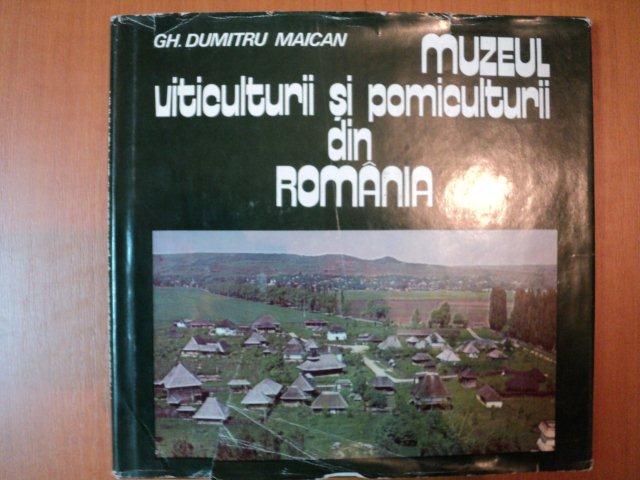 GH. DUMITRU MAICAN
MUZEUL
viticulturii și pomiculturii
din
ROMÂNIA